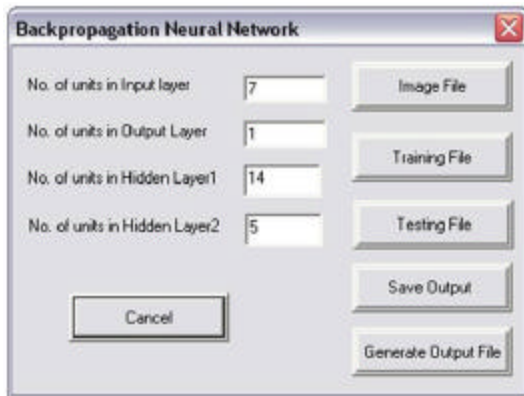 Backpropagation Neural Network
No. of units in Input layer 7
Image File
No. of units in Output Layer 1
Training File
No. of units in Hidden Layer1 14
No. of units in Hidden Layer2 5
Testing File
Save Output
Cancel
Generate Output File